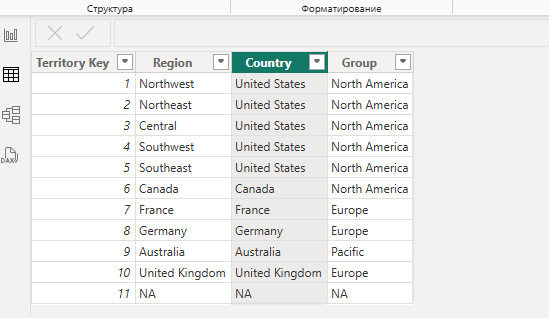 Структура Форматирование
Territory Key Region Country Group
1 Northwest United States North America
2 Northeast United States North America
3 Central United States North America
4 Southwest United States North America
5 Southeast United States North America
6 Canada Canada North America
7 France France Europe
8 Germany Germany Europe
9 Australia Australia Pacific
10 United Kingdom United Kingdom Europe
11 NA NA NA
DAX